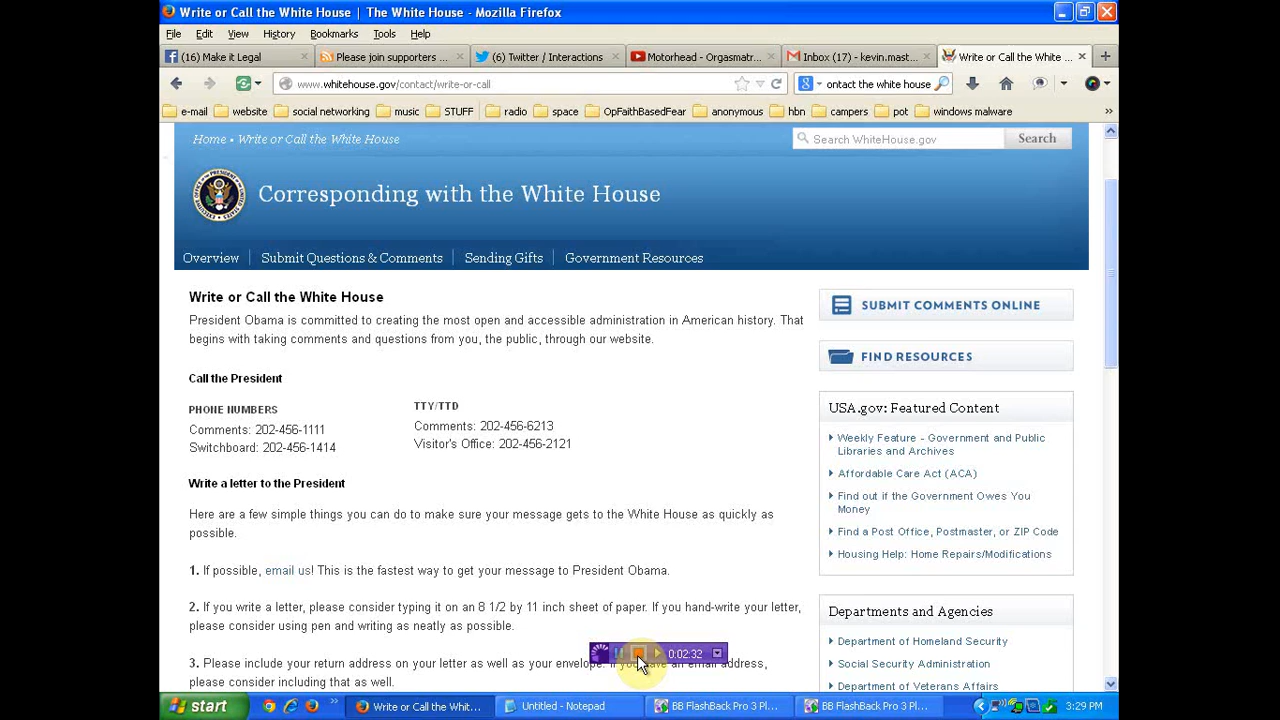 Write or Call the White House | The White House - Mozilla Firefox
File Edit View History Bookmarks Tools Help
(16) Make it Legal
Please join supporters ...
(6) Twitter / Interactions
Motorhead - Orgasmatr...
Inbox (17) - kevin.mast...
Write or Call the White Ho...
www.whitehouse.gov/contact/write-or-call
ontact the white house
e-mail website social networking music STUFF radio space OpFaithBasedFear anonymous hbn campers pot windows malware »
Home • Write or Call the White House
Search WhiteHouse.gov
Search
Corresponding with the White House
Overview | Submit Questions & Comments | Sending Gifts | Government Resources
Write or Call the White House
President Obama is committed to creating the most open and accessible administration in American history. That
begins with taking comments and questions from you, the public, through our website.
Call the President
PHONE NUMBERS
Comments: 202-456-1111
Switchboard: 202-456-1414
TTY/TTD
Comments: 202-456-6213
Visitor's Office: 202-456-2121
Write a letter to the President
Here are a few simple things you can do to make sure your message gets to the White House as quickly as
possible.
1. If possible, email us! This is the fastest way to get your message to President Obama.
2. If you write a letter, please consider typing it on an 8 1/2 by 11 inch sheet of paper. If you hand-write your letter,
please consider using pen and writing as neatly as possible.
3. Please include your return address on your letter as well as your envelope. If you have an email address,
please consider including that as well.
SUBMIT COMMENTS ONLINE
FIND RESOURCES
USA.gov: Featured Content
Weekly Feature - Government and Public
Libraries and Archives
Affordable Care Act (ACA)
Find out if the Government Owes You
Money
Find a Post Office, Postmaster, or ZIP Code
Housing Help: Home Repairs/Modifications
Departments and Agencies
Department of Homeland Security
Social Security Administration
Department of Veterans Affairs
0:02:32
start
Write or Call the Whit...
Untitled - Notepad
BB FlashBack Pro 3 Pl...
BB FlashBack Pro 3 Pl...
3:29 PM